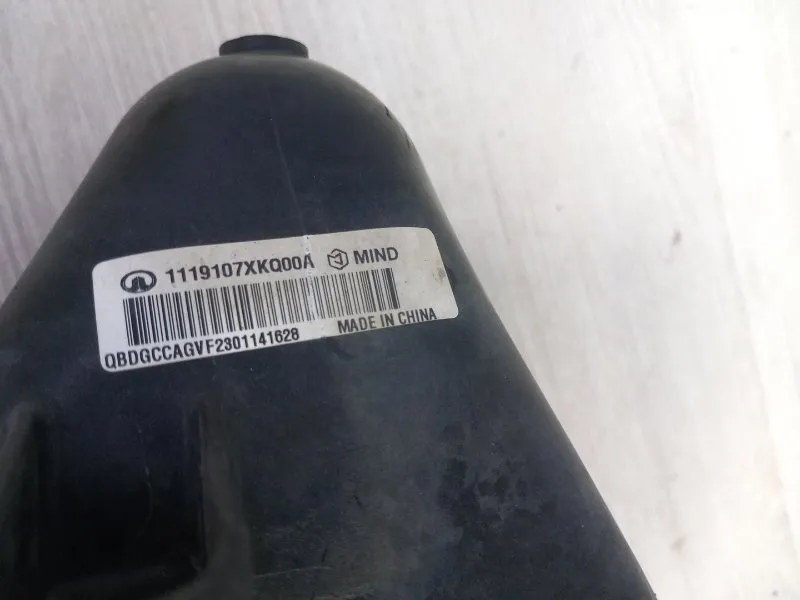 1119107XKQ00A MIND
QBDGCCAGVF2301141628 MADE IN CHINA